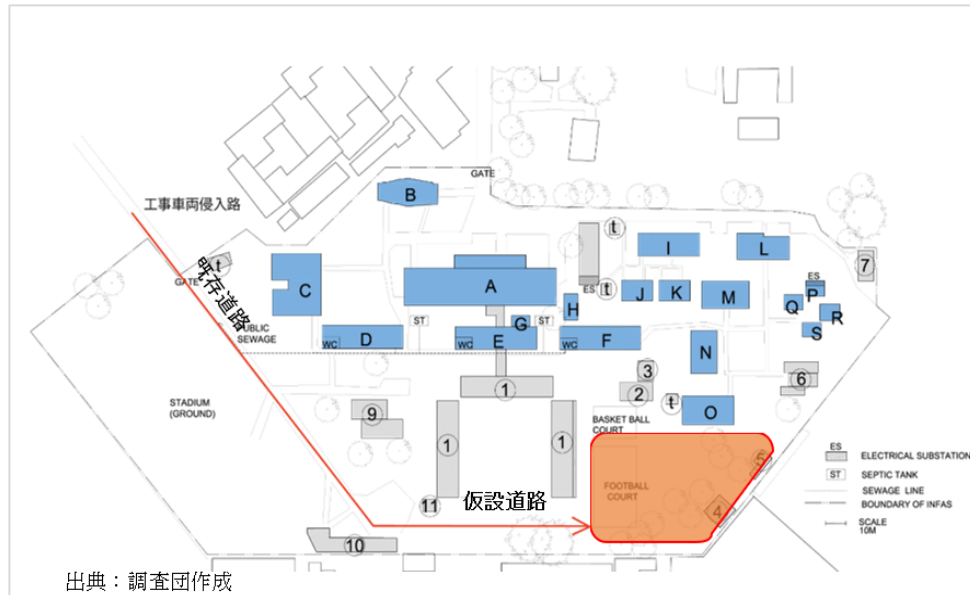 GATE
B
工事車両侵入路
t
I
L
7
既存道路
t
GATE
C
A
ES
t
J
K
M
ES
P
Q
R
H
G
S
PUBLIC
SEWAGE
ST
ST
WC
D
WC
E
WC
F
N
3
2
6
1
t
O
STADIUM
(GROUND)
9
BASKET BALL
COURT
1
1
ES
ELECTRICAL SUBSTATION
5
ST
SEPTIC TANK
FOOTBALL
COURT
SEWAGE LINE
11
仮設道路
4
BOUNDARY OF INFAS
SCALE
10M
10
出典：調査団作成